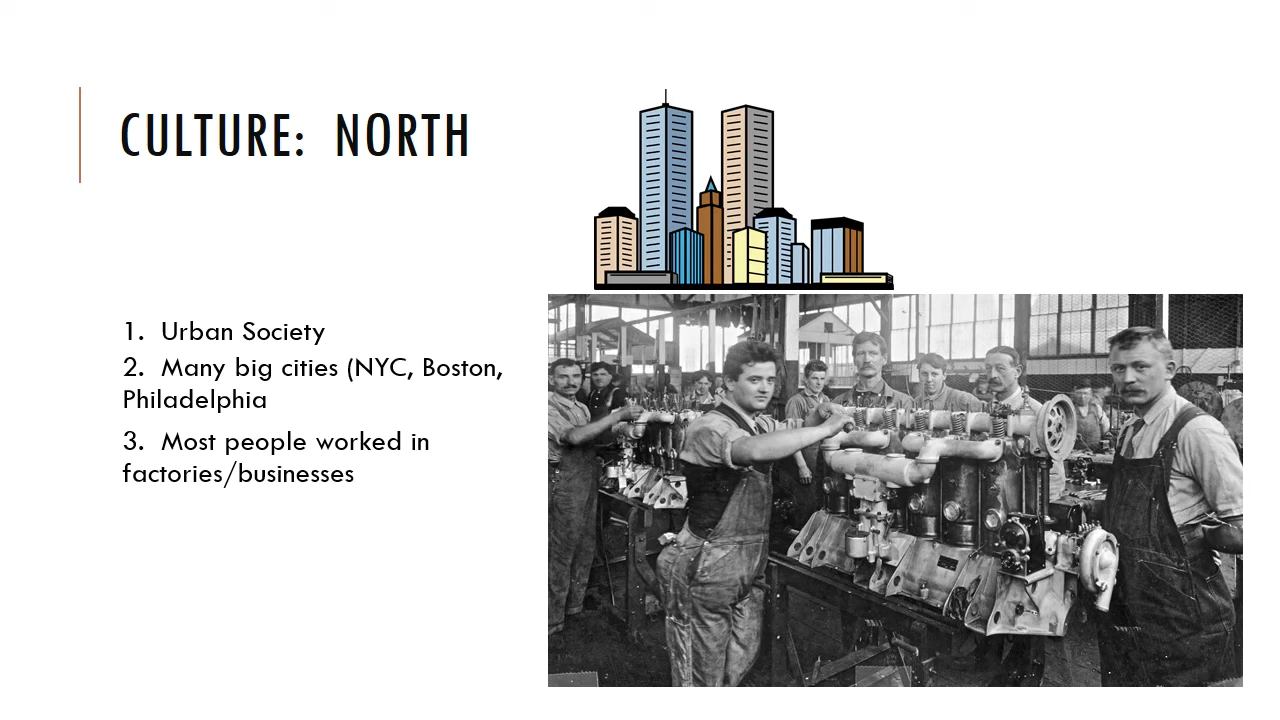 CULTURE: NORTH
1. Urban Society
2. Many big cities (NYC, Boston,
Philadelphia
3. Most people worked in
factories/businesses